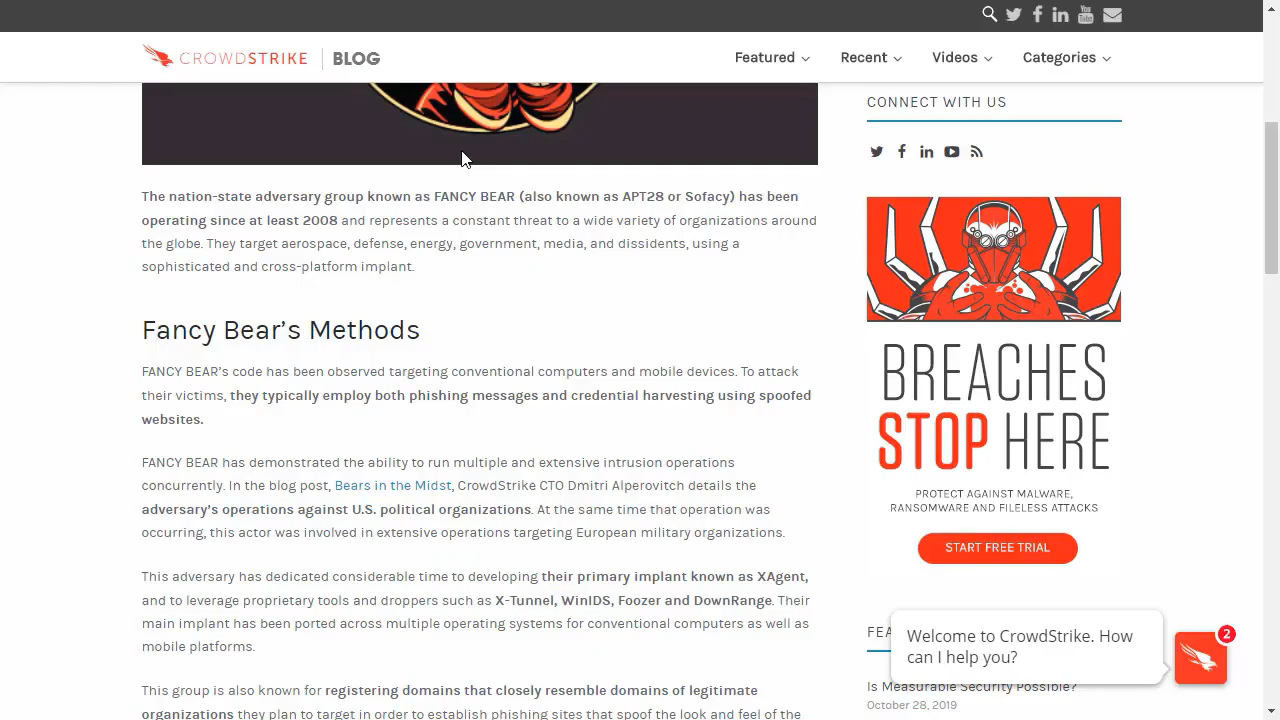 CROWDSTRIKE BLOG
Featured Recent Videos Categories
The nation-state adversary group known as FANCY BEAR (also known as APT28 or Sofacy) has been
operating since at least 2008 and represents a constant threat to a wide variety of organizations around
the globe. They target aerospace, defense, energy, government, media, and dissidents, using a
sophisticated and cross-platform implant.
Fancy Bear’s Methods
FANCY BEAR’s code has been observed targeting conventional computers and mobile devices. To attack
their victims, they typically employ both phishing messages and credential harvesting using spoofed
websites.
FANCY BEAR has demonstrated the ability to run multiple and extensive intrusion operations
concurrently. In the blog post, Bears in the Midst, CrowdStrike CTO Dmitri Alperovitch details the
adversary’s operations against U.S. political organizations. At the same time that operation was
occurring, this actor was involved in extensive operations targeting European military organizations.
This adversary has dedicated considerable time to developing their primary implant known as XAgent,
and to leverage proprietary tools and droppers such as X-Tunnel, WinIDS, Foozer and DownRange. Their
main implant has been ported across multiple operating systems for conventional computers as well as
mobile platforms.
This group is also known for registering domains that closely resemble domains of legitimate
organizations they plan to target in order to establish phishing sites that spoof the look and feel of the
CONNECT WITH US
BREACHES
STOP HERE
PROTECT AGAINST MALWARE,
RANSOMWARE AND FILELESS ATTACKS
START FREE TRIAL
FEA
Welcome to CrowdStrike. How
can I help you?
2
Is Measurable Security Possible?
October 28, 2019